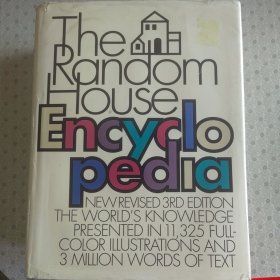 The
Random
House
Encyclo
pedia
NEW REVISED 3RD EDITION
THE WORLD'S KNOWLEDGE
PRESENTED IN 11,325 FULL-
COLOR ILLUSTRATIONS AND
3 MILLION WORDS OF TEXT